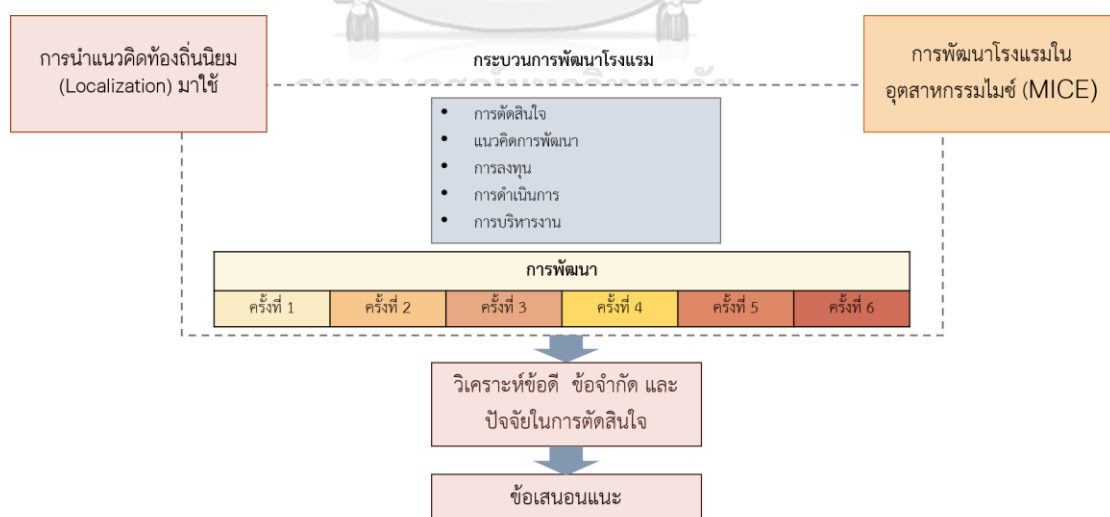 การนำแนวคิดท้องถิ่นนิยม
(Localization) มาใช้
กระบวนการพัฒนาโรงแรม
การพัฒนาโรงแรมใน
อุตสาหกรรมไมซ์ (MICE)
• การตัดสินใจ
• แนวคิดการพัฒนา
• การลงทุน
• การดำเนินการ
• การบริหารงาน
การพัฒนา
ครั้งที่ 1 ครั้งที่ 2 ครั้งที่ 3 ครั้งที่ 4 ครั้งที่ 5 ครั้งที่ 6
วิเคราะห์ข้อดี ข้อจำกัด และ
ปัจจัยในการตัดสินใจ
ข้อเสนอแนะ